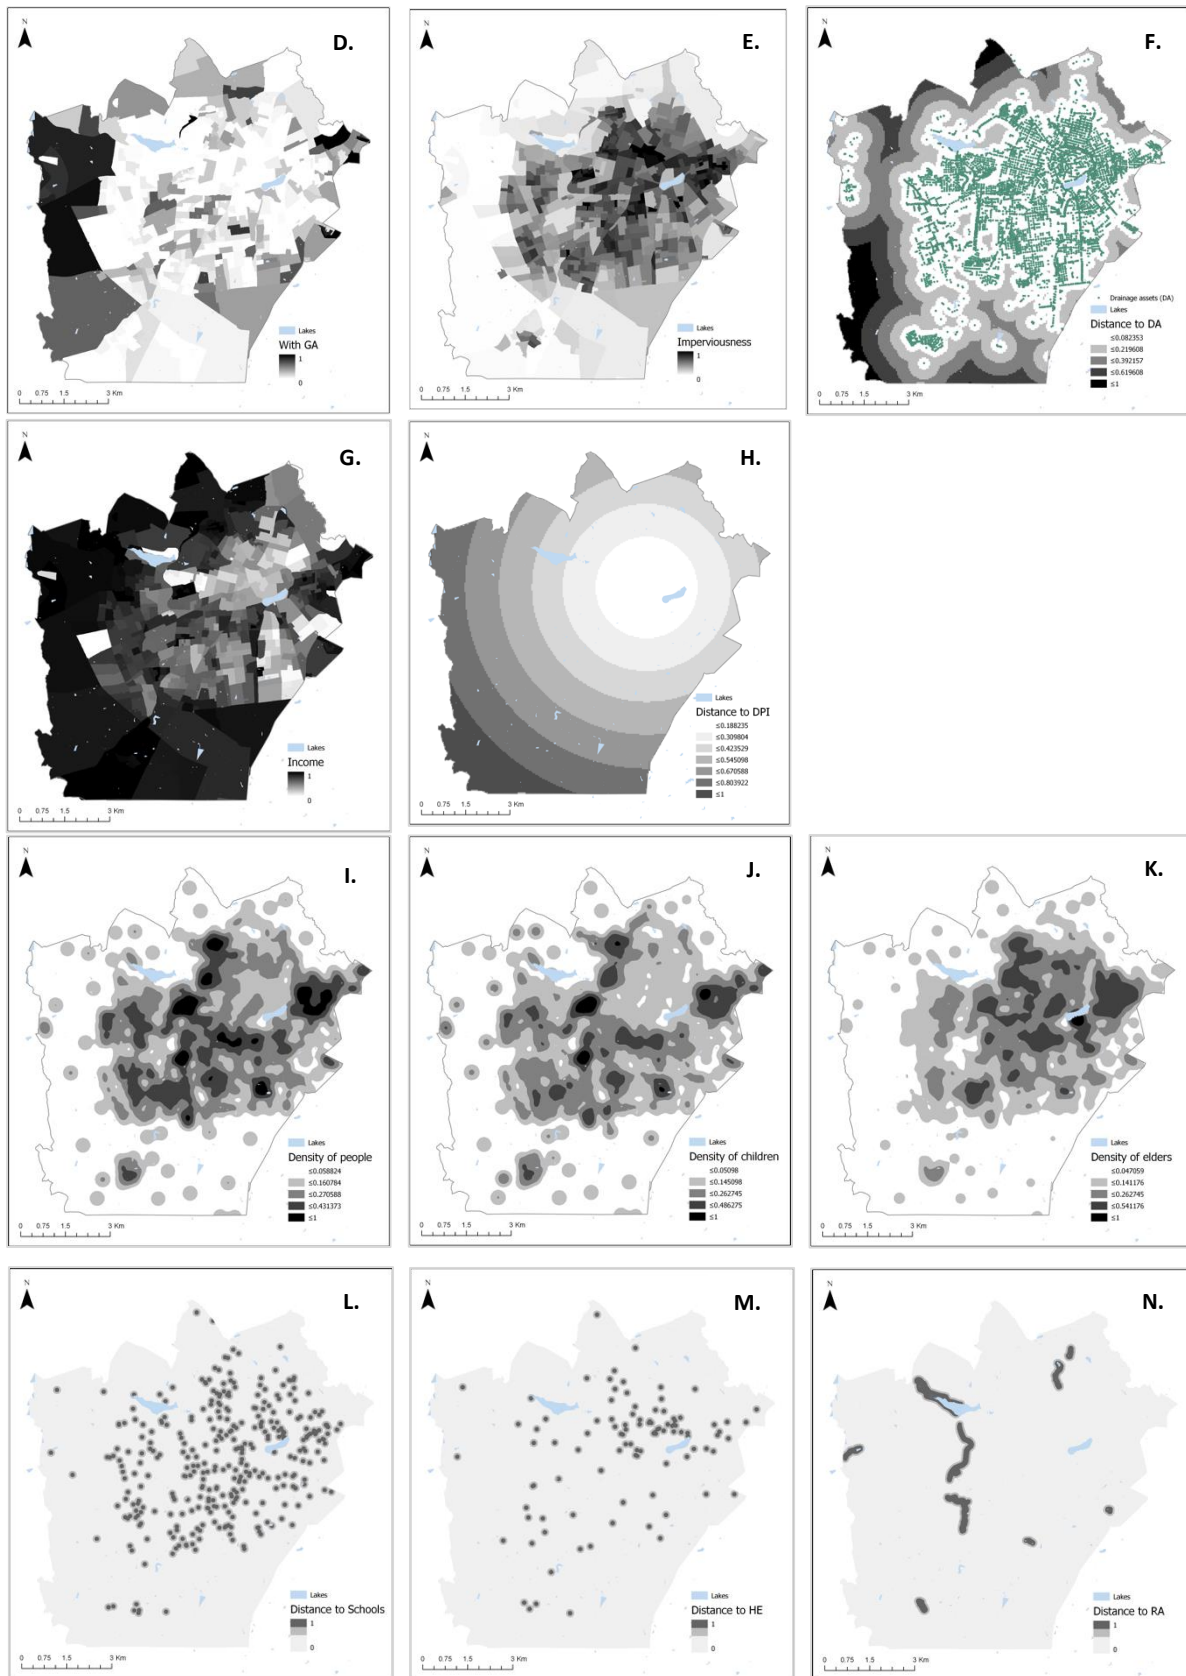 N
D.
Lakes
With GA
1
0
0 0.75 1.5 3 Km
N
E.
Lakes
Imperviousness
1
0
0 0.75 1.5 3 Km
N
F.
Drainage assets (DA)
Lakes
Distance to DA
≤0.082353
≤0.219608
≤0.392157
≤0.619608
≤1
0 0.75 1.5 3 Km
N
G.
Lakes
Income
1
0
0 0.75 1.5 3 Km
N
H.
Lakes
Distance to DPI
≤0.188235
≤0.309804
≤0.423529
≤0.545098
≤0.670588
≤0.803922
≤1
0 0.75 1.5 3 Km
N
I.
Lakes
Density of people
≤0.058824
≤0.160784
≤0.270588
≤0.431373
≤1
0 0.75 1.5 3 Km
N
J.
Lakes
Density of children
≤0.05098
≤0.145098
≤0.262745
≤0.486275
≤1
0 0.75 1.5 3 Km
N
K.
Lakes
Density of elders
≤0.047059
≤0.141176
≤0.262745
≤0.541176
≤1
0 0.75 1.5 3 Km
N
L.
Lakes
Distance to Schools
1
0
0 0.75 1.5 3 Km
N
M.
Lakes
Distance to HE
1
0
0 0.75 1.5 3 Km
N
N.
Lakes
Distance to RA
1
0
0 0.75 1.5 3 Km